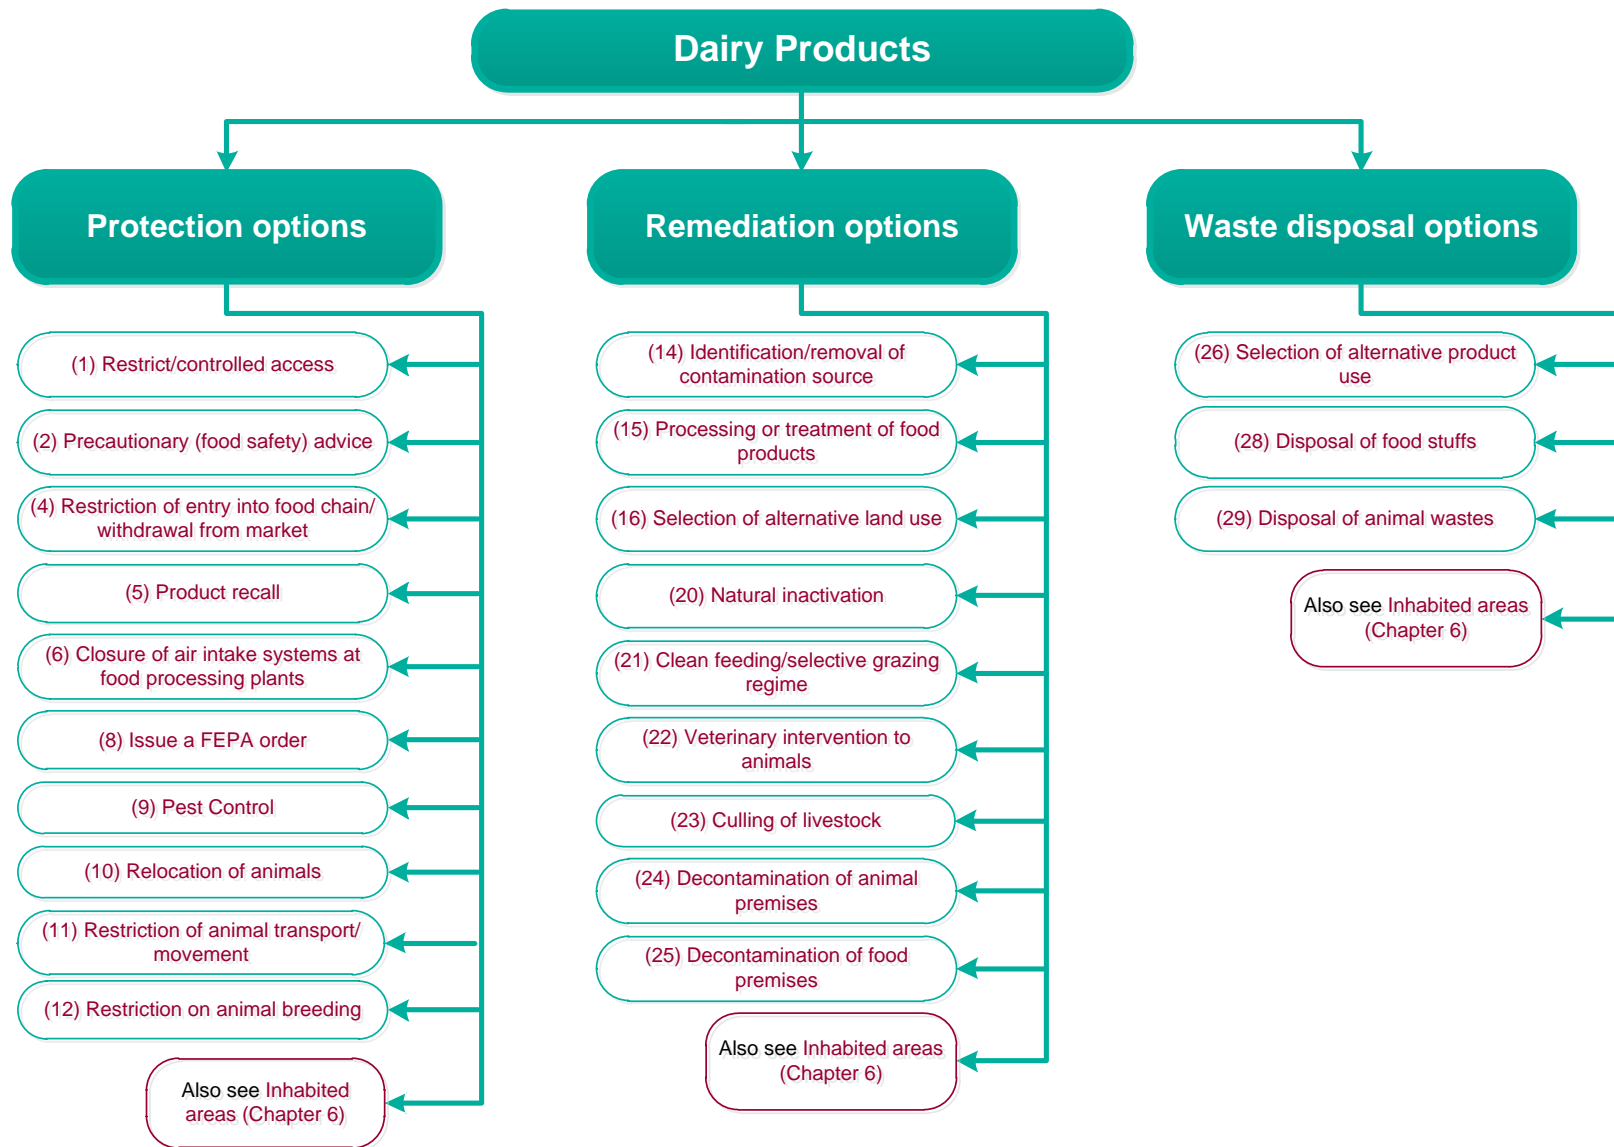 Dairy Products
Protection options
Remediation options
Waste disposal options
(1) Restrict/controlled access
(2) Precautionary (food safety) advice
(4) Restriction of entry into food chain/
withdrawal from market
(5) Product recall
(6) Closure of air intake systems at
food processing plants
(8) Issue a FEPA order
(9) Pest Control
(10) Relocation of animals
(11) Restriction of animal transport/
movement
(12) Restriction on animal breeding
Also see Inhabited
areas (Chapter 6)
(14) Identification/removal of
contamination source
(15) Processing or treatment of food
products
(16) Selection of alternative land use
(20) Natural inactivation
(21) Clean feeding/selective grazing
regime
(22) Veterinary intervention to
animals
(23) Culling of livestock
(24) Decontamination of animal
premises
(25) Decontamination of food
premises
Also see Inhabited areas
(Chapter 6)
(26) Selection of alternative product
use
(28) Disposal of food stuffs
(29) Disposal of animal wastes
Also see Inhabited areas
(Chapter 6)